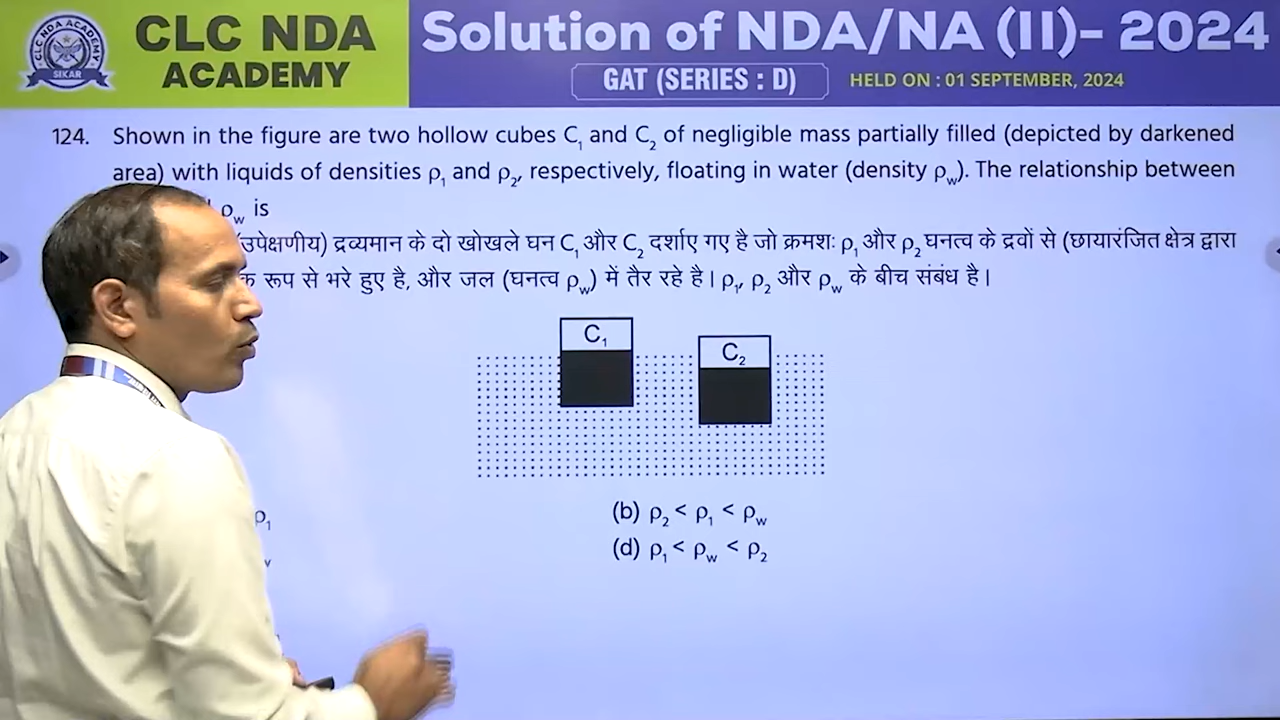 CLC NDA ACADEMY
SIKAR
CLC NDA
ACADEMY
Solution of NDA/NA (II)- 2024
GAT (SERIES : D)
HELD ON : 01 SEPTEMBER, 2024
124. Shown in the figure are two hollow cubes C₁ and C₂ of negligible mass partially filled (depicted by darkened
area) with liquids of densities ρ₁ and ρ₂, respectively, floating in water (density ρw). The relationship between
ρw is
(उपेक्षणीय) द्रव्यमान के दो खोखले घन C₁ और C₂ दर्शाए गए है जो क्रमशः ρ₁ और ρ₂ घनत्व के द्रवों से (छायारंजित क्षेत्र द्वारा
रूप से भरे हुए है, और जल (घनत्व ρw) में तैर रहे है। ρ₁, ρ₂ और ρw के बीच संबंध है।
C₁
C₂
ρ₁
(b) ρ₂ < ρ₁ < ρw
(d) ρ₁ < ρw < ρ₂